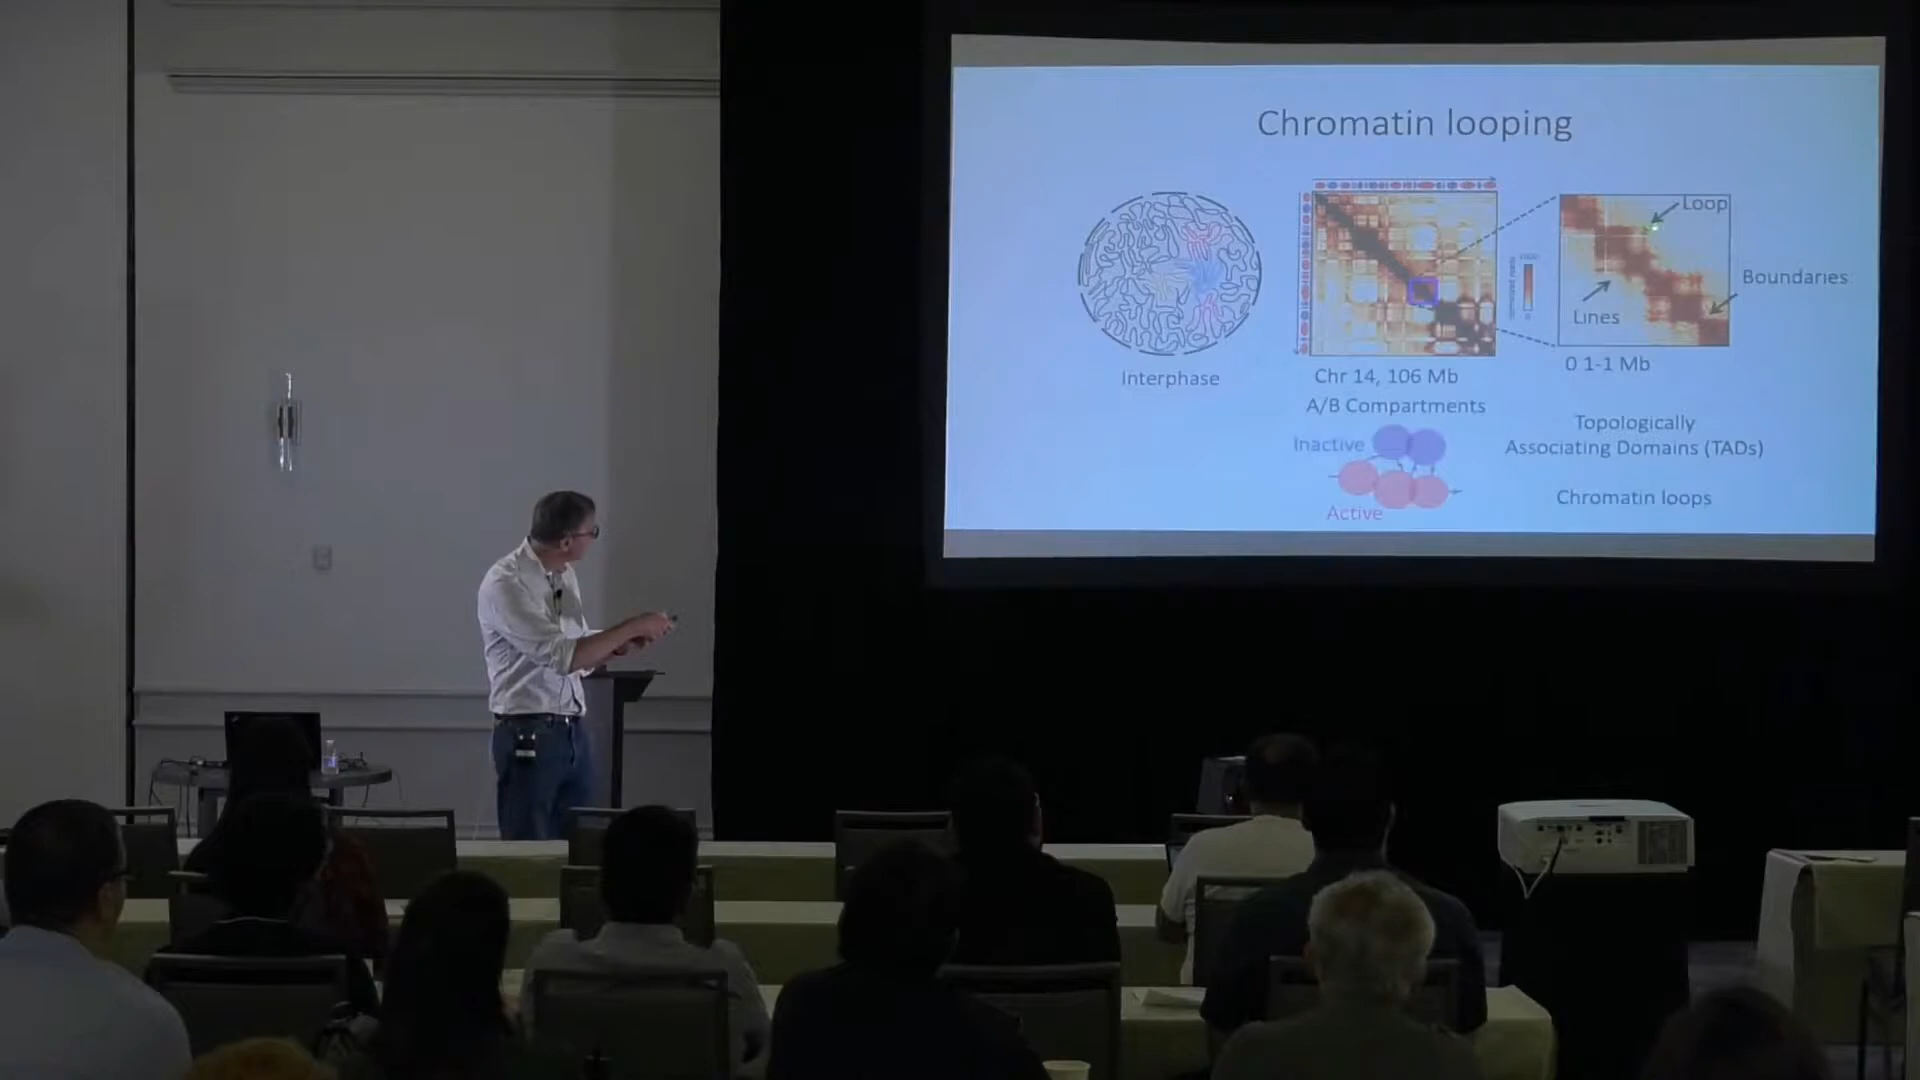 Chromatin looping
Loop
Boundaries
Lines
Interphase
Chr 14, 106 Mb
0 1-1 Mb
A/B Compartments
Inactive
Active
Topologically
Associating Domains (TADs)
Chromatin loops